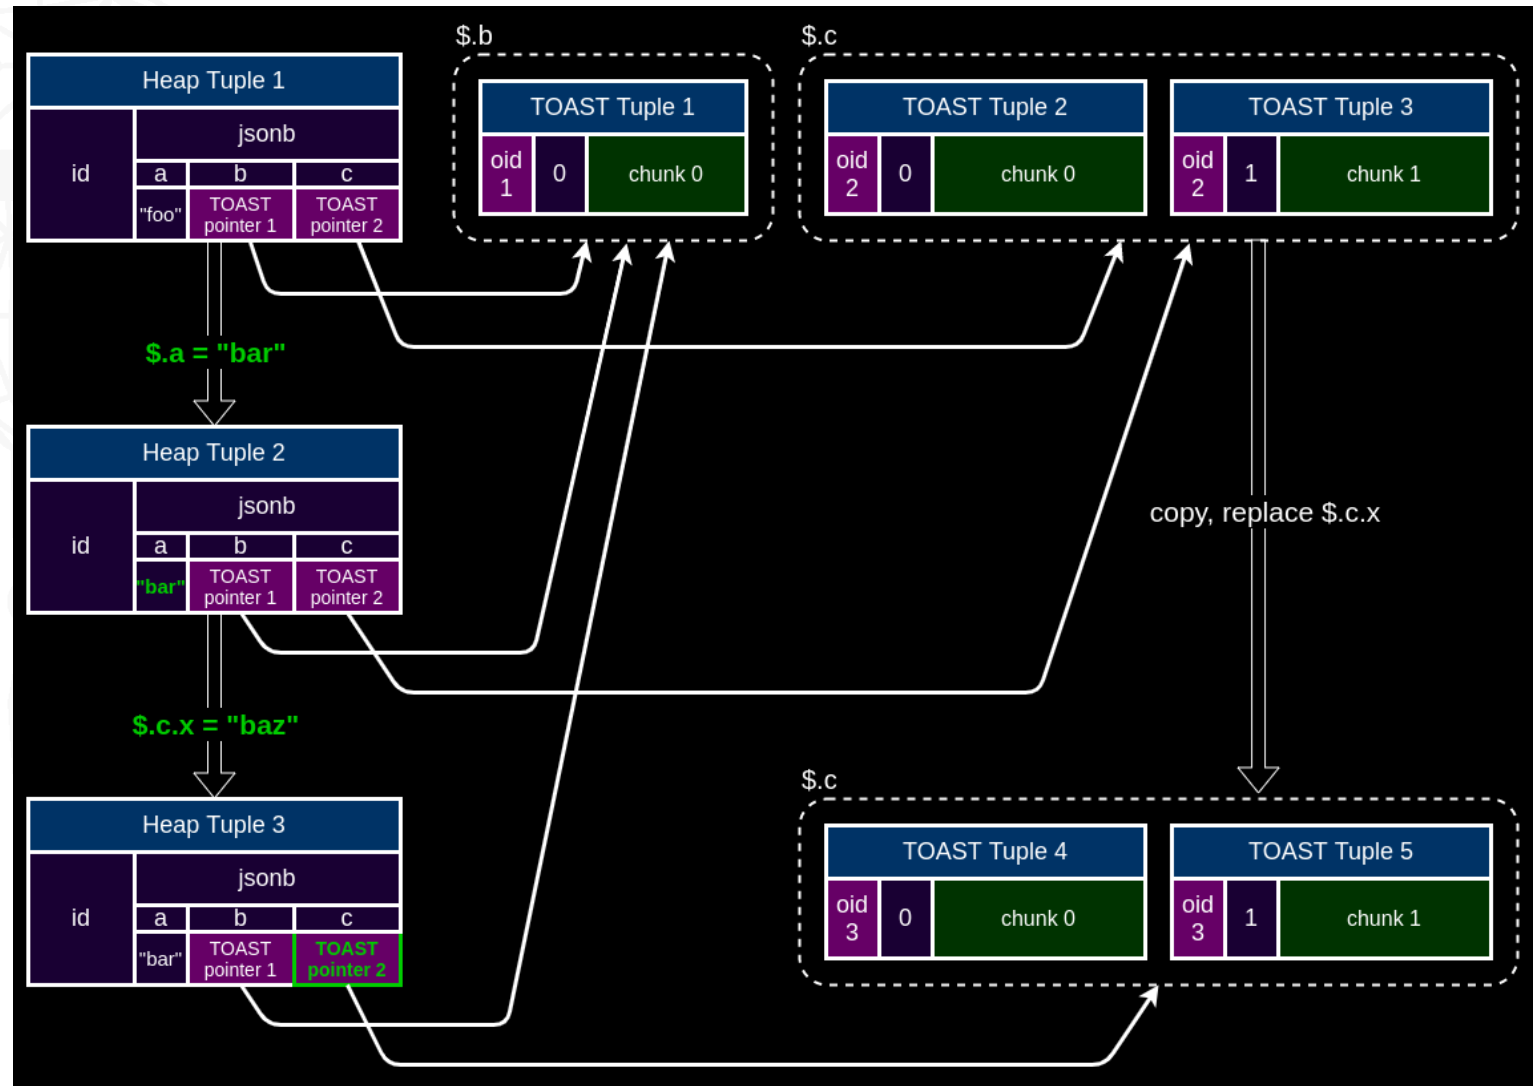 $.b
$.c
Heap Tuple 1
id
jsonb
a b c
"foo"
TOAST
pointer 1
TOAST
pointer 2
TOAST Tuple 1
oid
1
0
chunk 0
TOAST Tuple 2
oid
2
0
chunk 0
TOAST Tuple 3
oid
2
1
chunk 1
$.a = "bar"
Heap Tuple 2
id
jsonb
a b c
"bar"
TOAST
pointer 1
TOAST
pointer 2
copy, replace $.c.x
$.c.x = "baz"
$.c
Heap Tuple 3
id
jsonb
a b c
"bar"
TOAST
pointer 1
TOAST
pointer 2
TOAST Tuple 4
oid
3
0
chunk 0
TOAST Tuple 5
oid
3
1
chunk 1